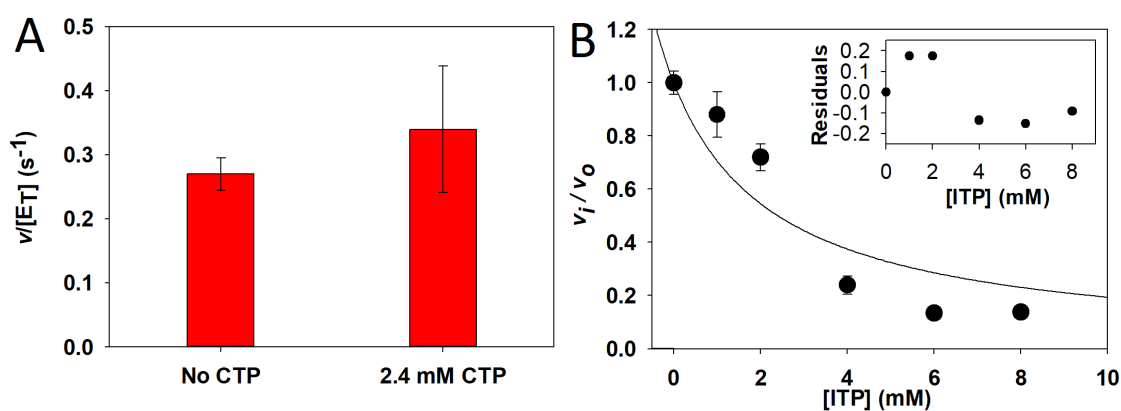 A
v/[ET] (s-1)
0.5
0.4
0.3
0.2
0.1
0.0
No CTP
2.4 mM CTP
B
vi/vo
1.2
1.0
0.8
0.6
0.4
0.2
0.0
0 2 4 6 8 10
[ITP] (mM)
Residuals
0.2
0.1
0.0
-0.1
-0.2
0 2 4 6 8
[ITP] (mM)